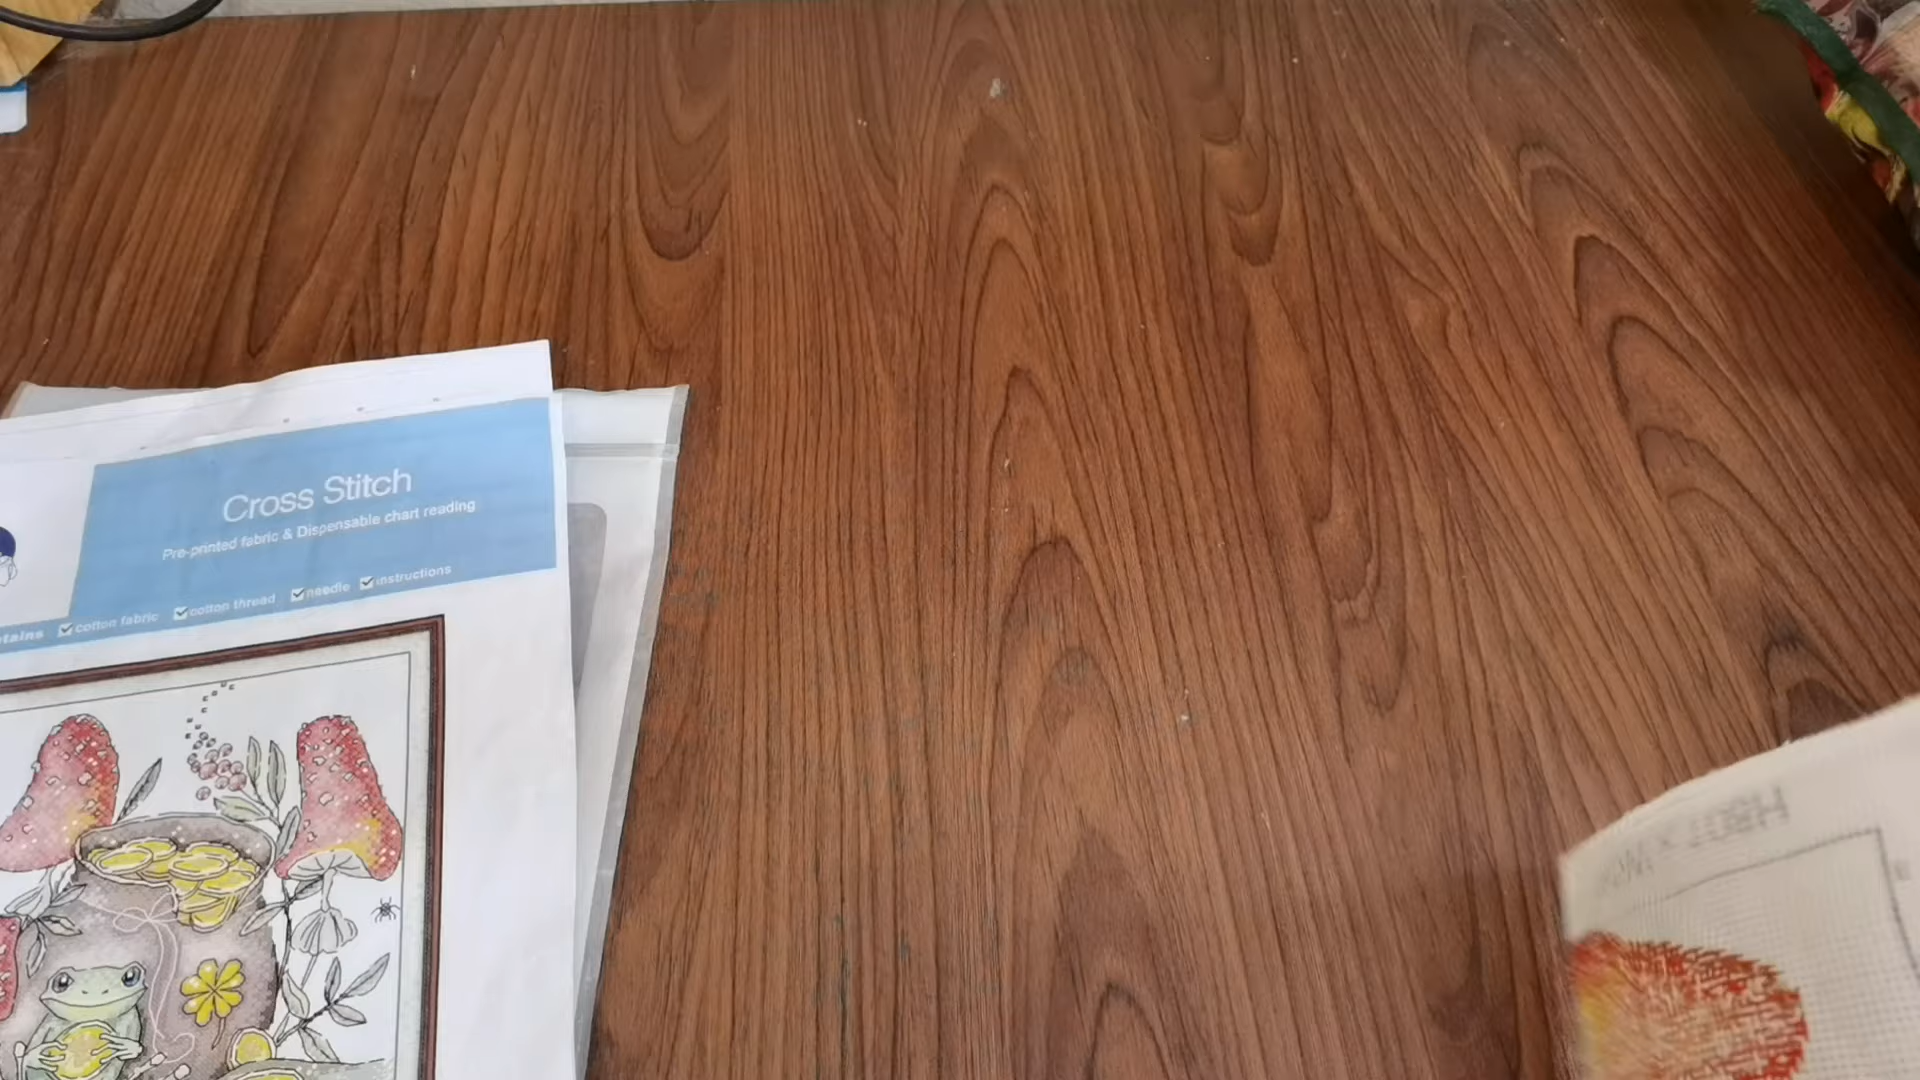 Cross Stitch
Pre-printed fabric & Dispensable chart reading
cotton fabric cotton thread needle instructions